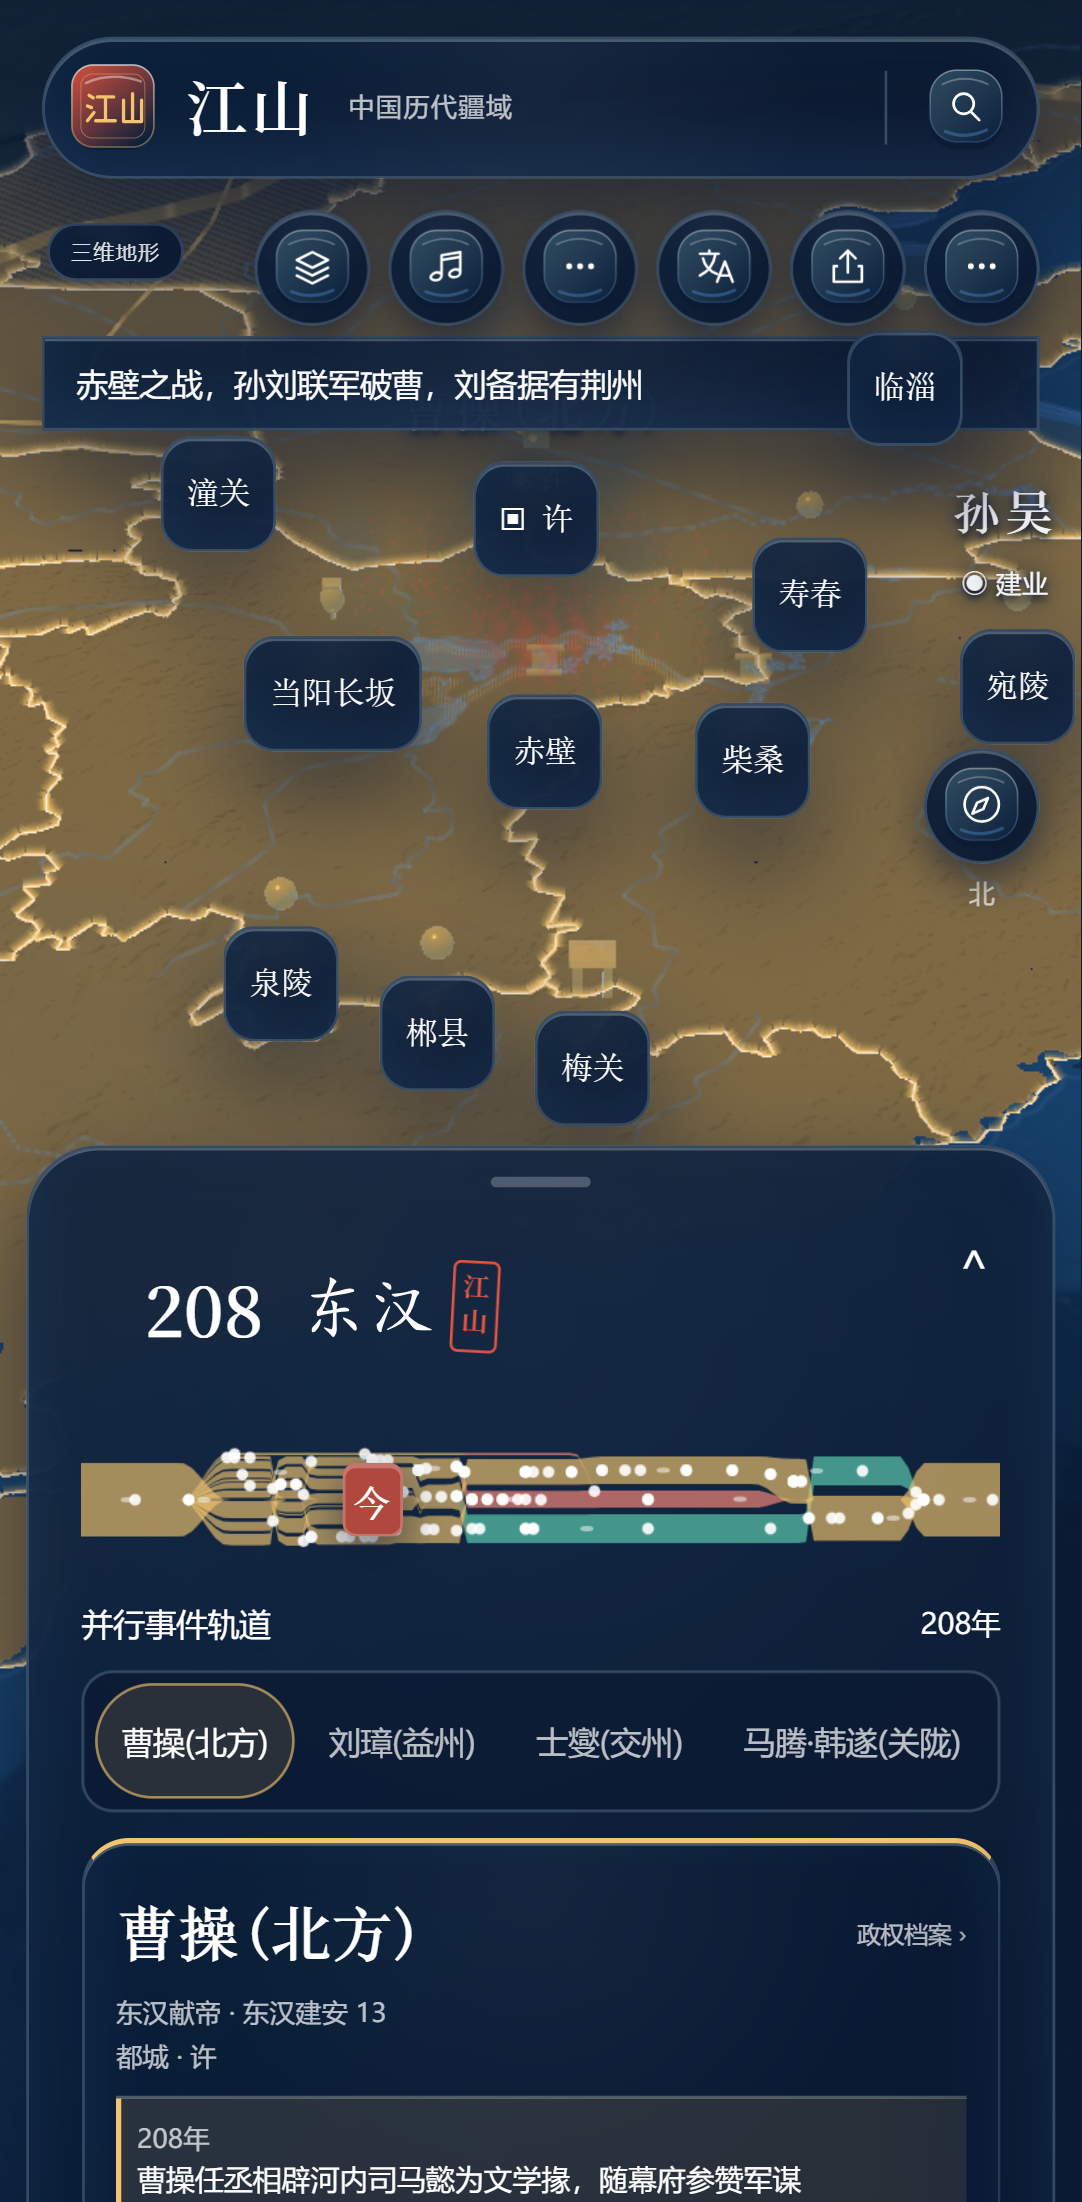 江山
江山
中国历代疆域
三维地形
赤壁之战，孙刘联军破曹，刘备据有荆州
临淄
潼关
许
孙吴
建业
寿春
宛陵
当阳长坂
赤壁
柴桑
北
泉陵
郴县
梅关
208 东汉
江山
今
并行事件轨道
208年
曹操(北方)
刘璋(益州)
士燮(交州)
马腾·韩遂(关陇)
曹操(北方)
政权档案 ›
东汉献帝 · 东汉建安 13
都城 · 许
208年
曹操任丞相辟河内司马懿为文学掾，随幕府参赞军谋